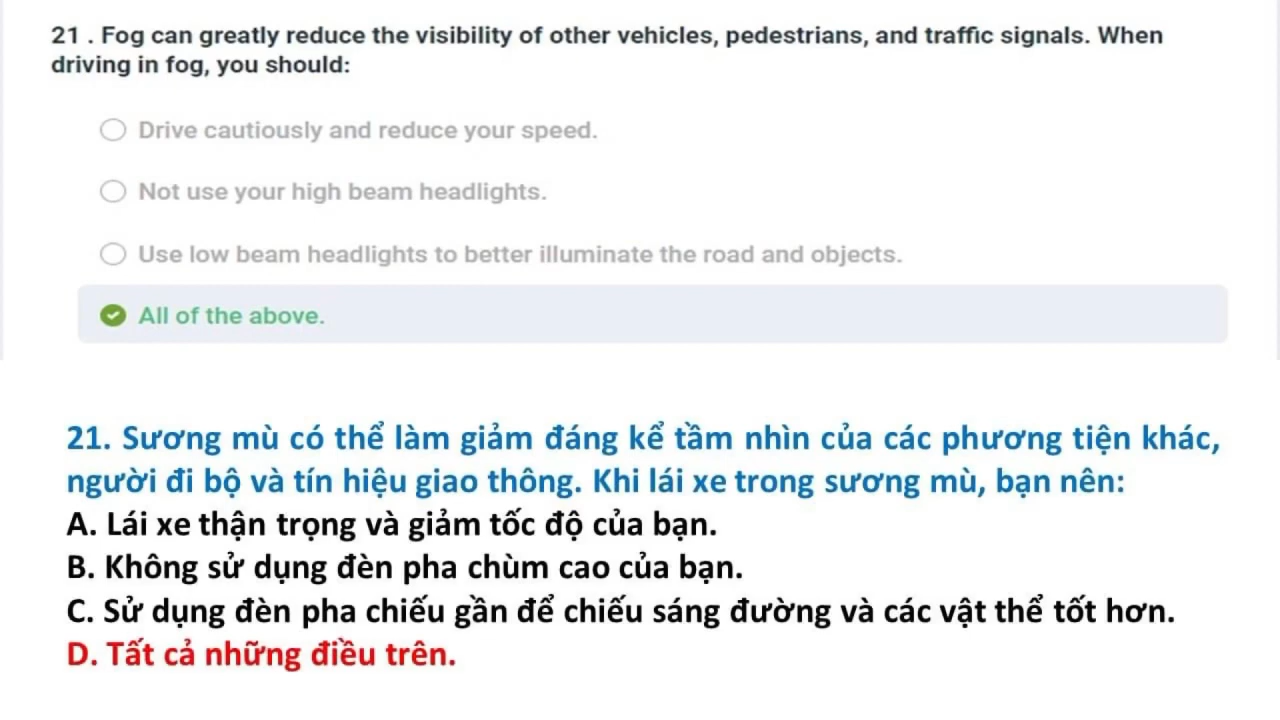 21 . Fog can greatly reduce the visibility of other vehicles, pedestrians, and traffic signals. When
driving in fog, you should:
Drive cautiously and reduce your speed.
Not use your high beam headlights.
Use low beam headlights to better illuminate the road and objects.
All of the above.
21. Sương mù có thể làm giảm đáng kể tầm nhìn của các phương tiện khác,
người đi bộ và tín hiệu giao thông. Khi lái xe trong sương mù, bạn nên:
A. Lái xe thận trọng và giảm tốc độ của bạn.
B. Không sử dụng đèn pha chùm cao của bạn.
C. Sử dụng đèn pha chiếu gần để chiếu sáng đường và các vật thể tốt hơn.
D. Tất cả những điều trên.